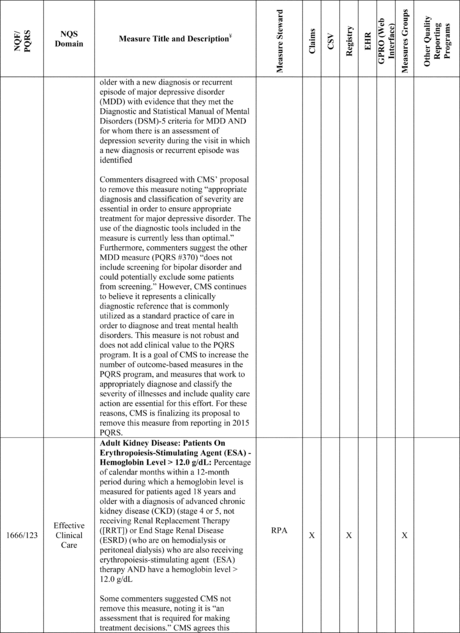 NQF/
PQRS
NQS
Domain
Measure Title and Description¥
Measure Steward
Claims
CSV
Registry
EHR
GPRO (Web
Interface)
Measures Groups
Other Quality
Reporting
Programs
older with a new diagnosis or recurrent
episode of major depressive disorder
(MDD) with evidence that they met the
Diagnostic and Statistical Manual of Mental
Disorders (DSM)-5 criteria for MDD AND
for whom there is an assessment of
depression severity during the visit in which
a new diagnosis or recurrent episode was
identified
Commenters disagreed with CMS' proposal
to remove this measure noting "appropriate
diagnosis and classification of severity are
essential in order to ensure appropriate
treatment for major depressive disorder. The
use of the diagnostic tools included in the
measure is currently less than optimal."
Furthermore, commenters suggest the other
MDD measure (PQRS #370) "does not
include screening for bipolar disorder and
could potentially exclude some patients
from screening." However, CMS continues
to believe it represents a clinically
diagnostic reference that is commonly
utilized as a standard practice of care in
order to diagnose and treat mental health
disorders. This measure is not robust and
does not add clinical value to the PQRS
program. It is a goal of CMS to increase the
number of outcome-based measures in the
PQRS program, and measures that work to
appropriately diagnose and classify the
severity of illnesses and include quality care
action are essential for this effort. For these
reasons, CMS is finalizing its proposal to
remove this measure from reporting in 2015
PQRS.
1666/123
Effective
Clinical
Care
Adult Kidney Disease: Patients On
Erythropoiesis-Stimulating Agent (ESA) -
Hemoglobin Level > 12.0 g/dL: Percentage
of calendar months within a 12-month
period during which a hemoglobin level is
measured for patients aged 18 years and
older with a diagnosis of advanced chronic
kidney disease (CKD) (stage 4 or 5, not
receiving Renal Replacement Therapy
([RRT]) or End Stage Renal Disease
(ESRD) (who are on hemodialysis or
peritoneal dialysis) who are also receiving
erythropoiesis-stimulating agent (ESA)
therapy AND have a hemoglobin level >
12.0 g/dL
RPA
X
X
X
Some commenters suggested CMS not
remove this measure, noting it is "an
assessment that is required for making
treatment decisions." CMS agrees this